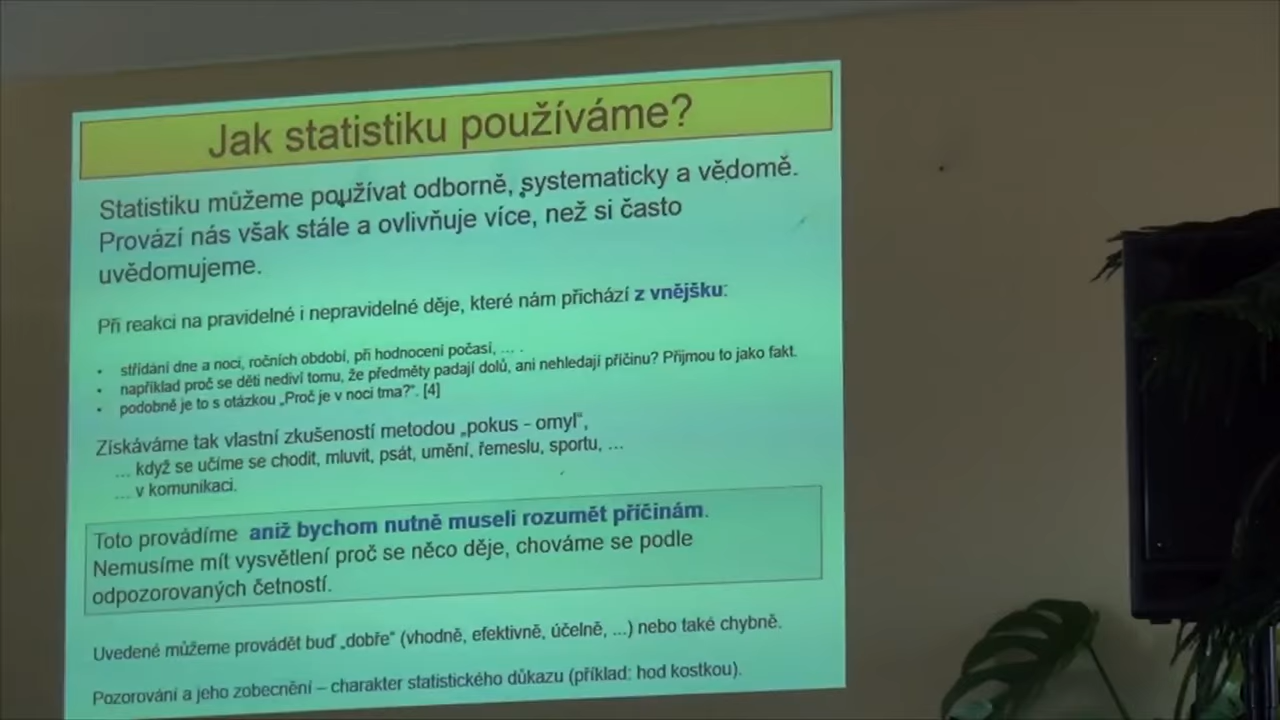 Jak statistiku používáme?
Statistiku můžeme používat odborně, systematicky a vědomě.
Provází nás však stále a ovlivňuje více, než si často
uvědomujeme.
Při reakci na pravidelné i nepravidelné děje, které nám přichází z vnějšku:
• střídání dne a noci, ročních období, při hodnocení počasí, ... .
• například proč se děti nediví tomu, že předměty padají dolů, ani nehledají příčinu? Přijmou to jako fakt.
• podobně je to s otázkou „Proč je v noci tma?“. [4]
Získáváme tak vlastní zkušeností metodou „pokus - omyl“,
... když se učíme se chodit, mluvit, psát, umění, řemeslu, sportu, ...
... v komunikaci.
Toto provádíme aniž bychom nutně museli rozumět příčinám.
Nemusíme mít vysvětlení proč se něco děje, chováme se podle
odpozorovaných četností.
Uvedené můžeme provádět buď „dobře“ (vhodně, efektivně, účelně, ...) nebo také chybně.
Pozorování a jeho zobecnění – charakter statistického důkazu (příklad: hod kostkou).